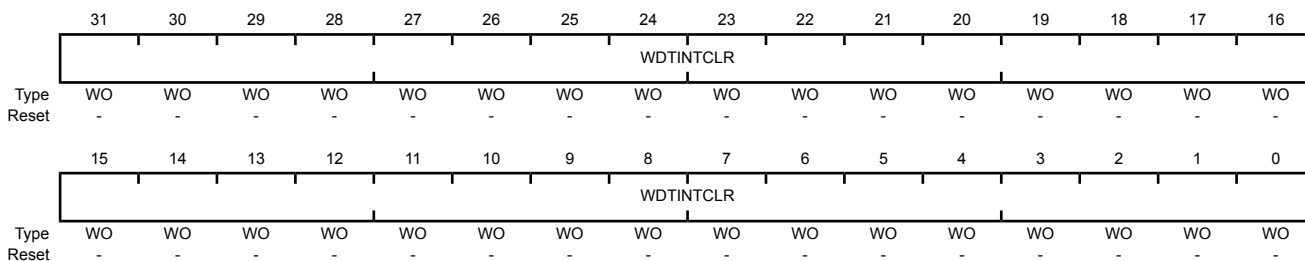 31 30 29 28 27 26 25 24 23 22 21 20 19 18 17 16
WDTINTCLR
Type WO WO WO WO WO WO WO WO WO WO WO WO WO WO WO WO
Reset - - - - - - - - - - - - - - - -
15 14 13 12 11 10 9 8 7 6 5 4 3 2 1 0
WDTINTCLR
Type WO WO WO WO WO WO WO WO WO WO WO WO WO WO WO WO
Reset - - - - - - - - - - - - - - - -